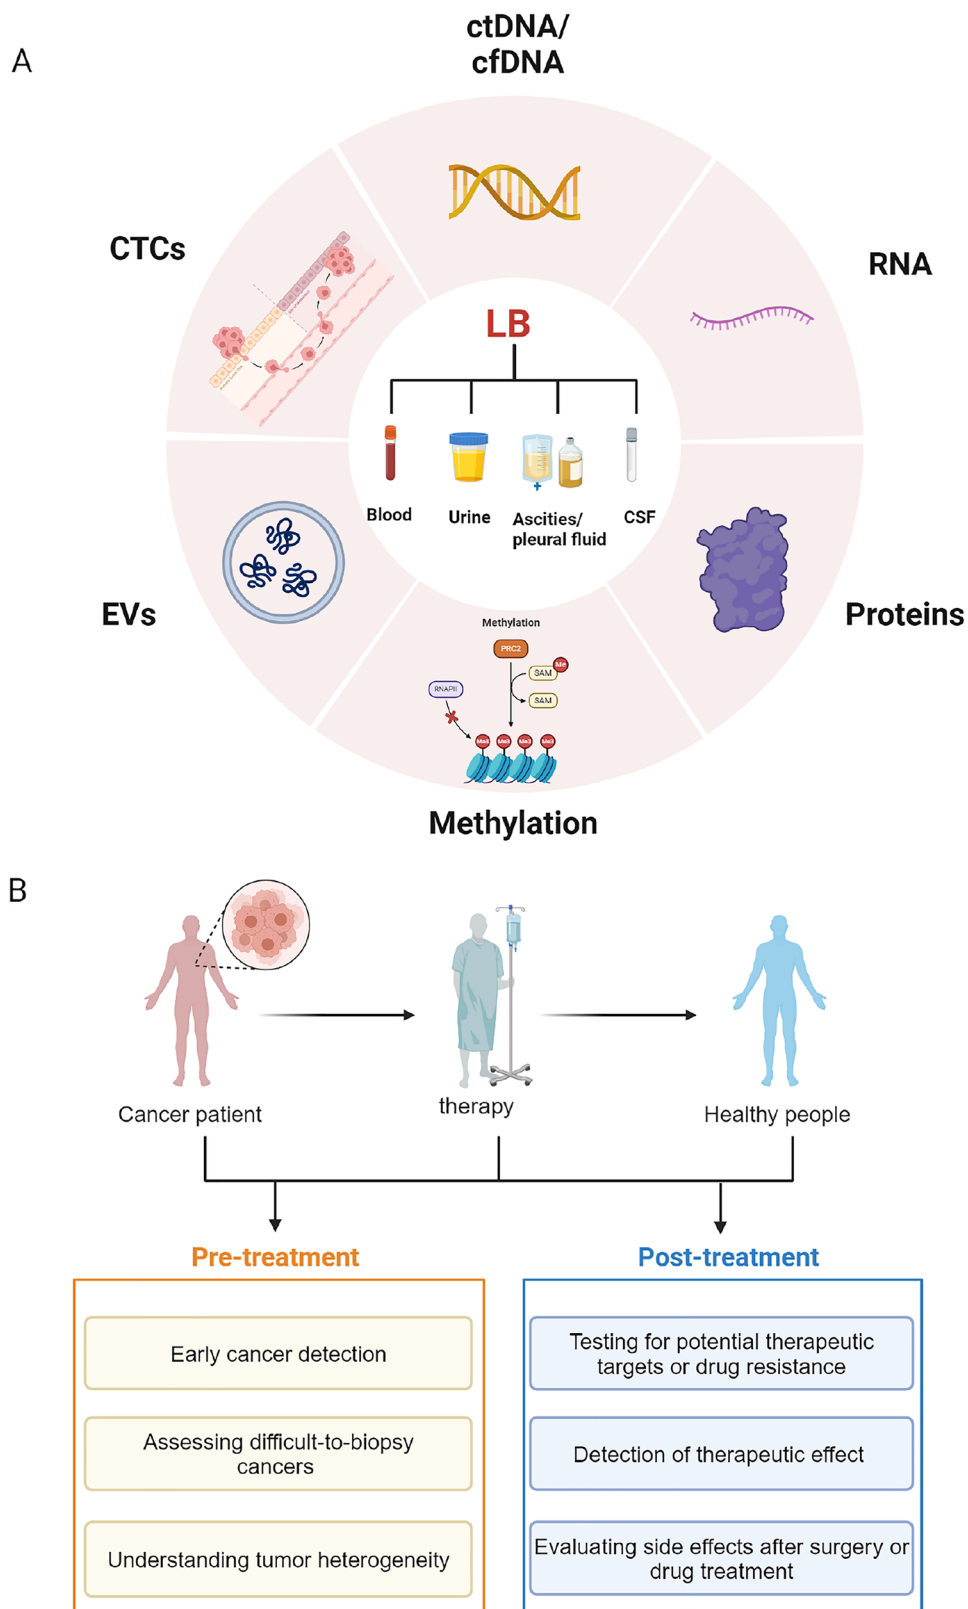 A
ctDNA/
cfDNA
CTCs
RNA
LB
Blood
Urine
Ascities/
pleural fluid
CSF
EVs
Proteins
Methylation
PRC2
SAM
Me
RNAPII
SAM
Me3 Me3 Me3 Me3
Methylation
B
Cancer patient
therapy
Healthy people
Pre-treatment
Early cancer detection
Assessing difficult-to-biopsy
cancers
Understanding tumor heterogeneity
Post-treatment
Testing for potential therapeutic
targets or drug resistance
Detection of therapeutic effect
Evaluating side effects after surgery or
drug treatment